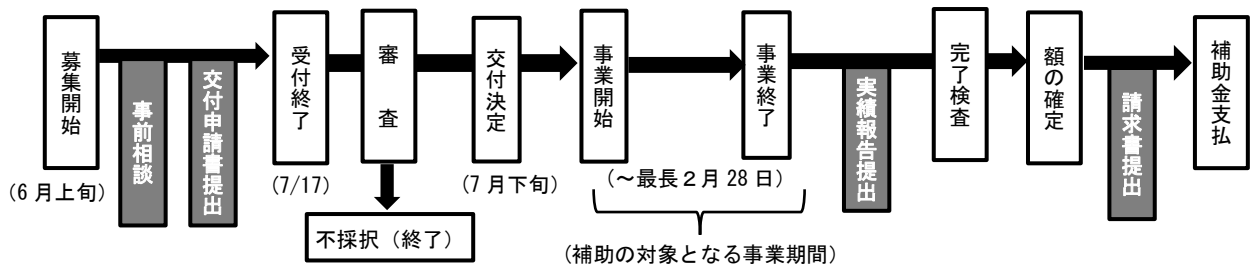 募集開始
事前相談
交付申請書提出
受付終了
審査
交付決定
事業開始
事業終了
実績報告提出
完了検査
額の確定
請求書提出
補助金支払
(6月上旬)
(7/17)
(7月下旬)
(～最長２月28日)
不採択（終了）
(補助の対象となる事業期間)